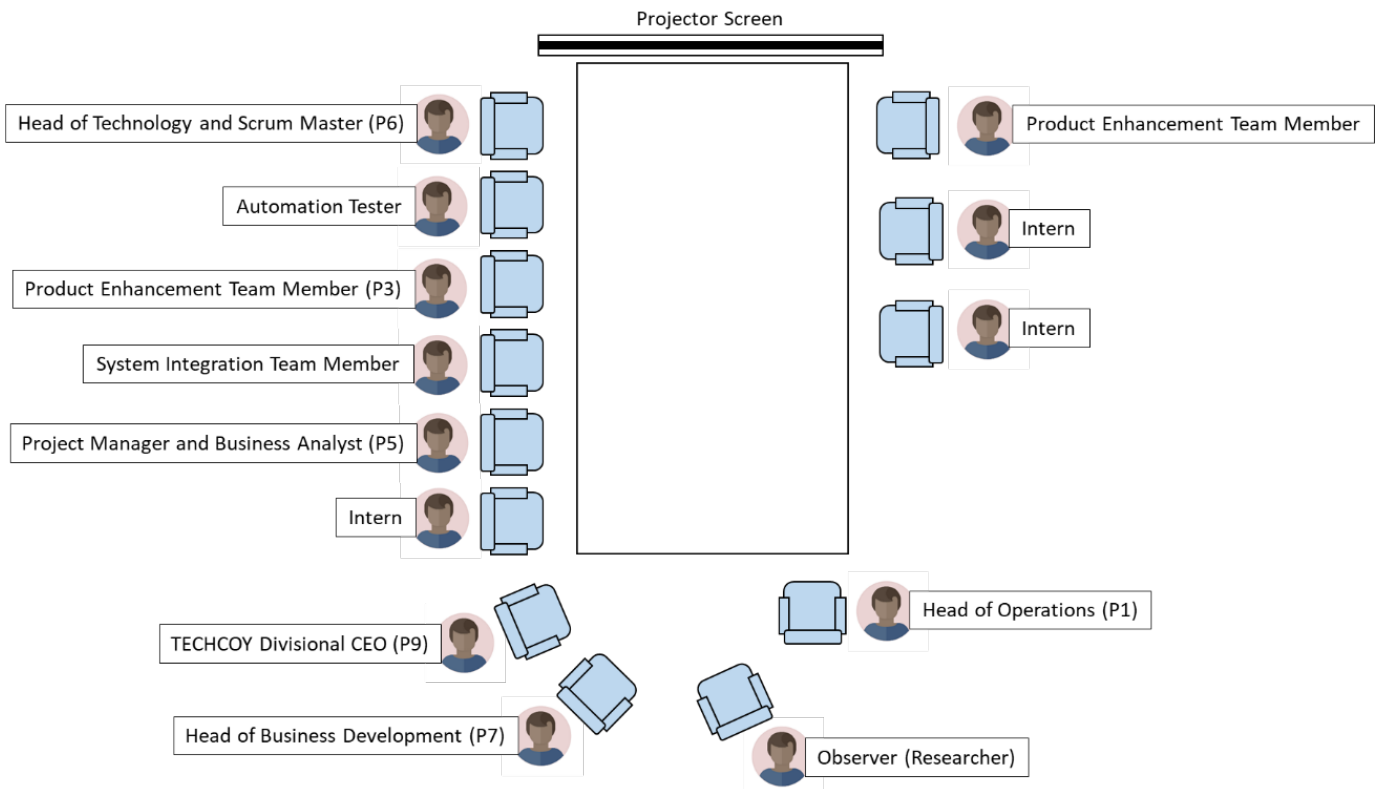 Projector Screen
Head of Technology and Scrum Master (P6)
Product Enhancement Team Member
Automation Tester
Intern
Product Enhancement Team Member (P3)
Intern
System Integration Team Member
Project Manager and Business Analyst (P5)
Intern
Head of Operations (P1)
TECHCOY Divisional CEO (P9)
Head of Business Development (P7)
Observer (Researcher)